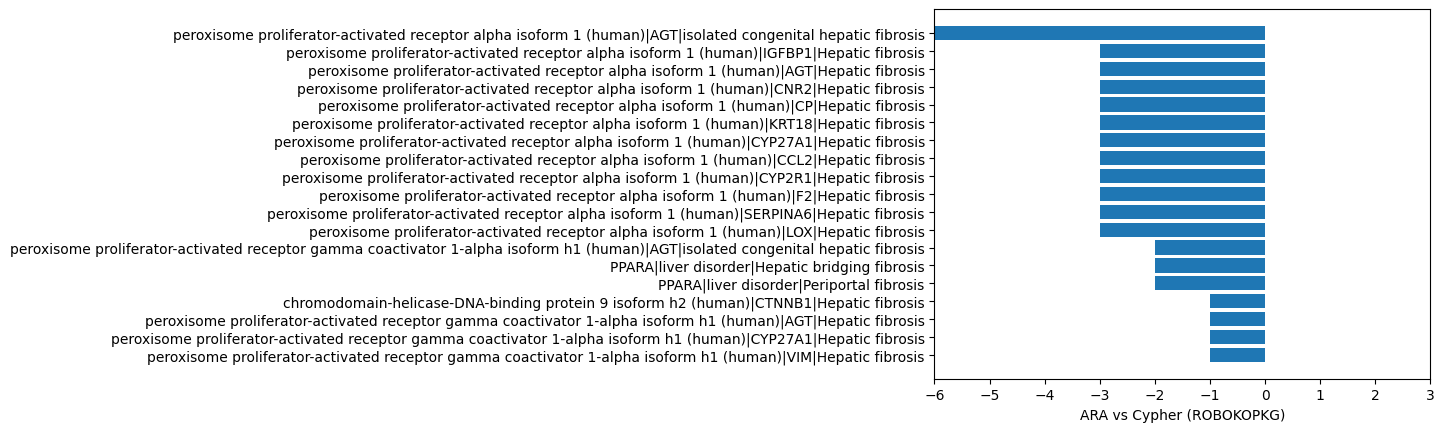 peroxisome proliferator-activated receptor alpha isoform 1 (human)|AGT|isolated congenital hepatic fibrosis
peroxisome proliferator-activated receptor alpha isoform 1 (human)|IGFBP1|Hepatic fibrosis
peroxisome proliferator-activated receptor alpha isoform 1 (human)|AGT|Hepatic fibrosis
peroxisome proliferator-activated receptor alpha isoform 1 (human)|CNR2|Hepatic fibrosis
peroxisome proliferator-activated receptor alpha isoform 1 (human)|CP|Hepatic fibrosis
peroxisome proliferator-activated receptor alpha isoform 1 (human)|KRT18|Hepatic fibrosis
peroxisome proliferator-activated receptor alpha isoform 1 (human)|CYP27A1|Hepatic fibrosis
peroxisome proliferator-activated receptor alpha isoform 1 (human)|CCL2|Hepatic fibrosis
peroxisome proliferator-activated receptor alpha isoform 1 (human)|CYP2R1|Hepatic fibrosis
peroxisome proliferator-activated receptor alpha isoform 1 (human)|F2|Hepatic fibrosis
peroxisome proliferator-activated receptor alpha isoform 1 (human)|SERPINA6|Hepatic fibrosis
peroxisome proliferator-activated receptor alpha isoform 1 (human)|LOX|Hepatic fibrosis
peroxisome proliferator-activated receptor gamma coactivator 1-alpha isoform h1 (human)|AGT|isolated congenital hepatic fibrosis
PPARA|liver disorder|Hepatic bridging fibrosis
PPARA|liver disorder|Periportal fibrosis
chromodomain-helicase-DNA-binding protein 9 isoform h2 (human)|CTNNB1|Hepatic fibrosis
peroxisome proliferator-activated receptor gamma coactivator 1-alpha isoform h1 (human)|AGT|Hepatic fibrosis
peroxisome proliferator-activated receptor gamma coactivator 1-alpha isoform h1 (human)|CYP27A1|Hepatic fibrosis
peroxisome proliferator-activated receptor gamma coactivator 1-alpha isoform h1 (human)|VIM|Hepatic fibrosis
−6 −5 −4 −3 −2 −1 0 1 2 3
ARA vs Cypher (ROBOKOPKG)